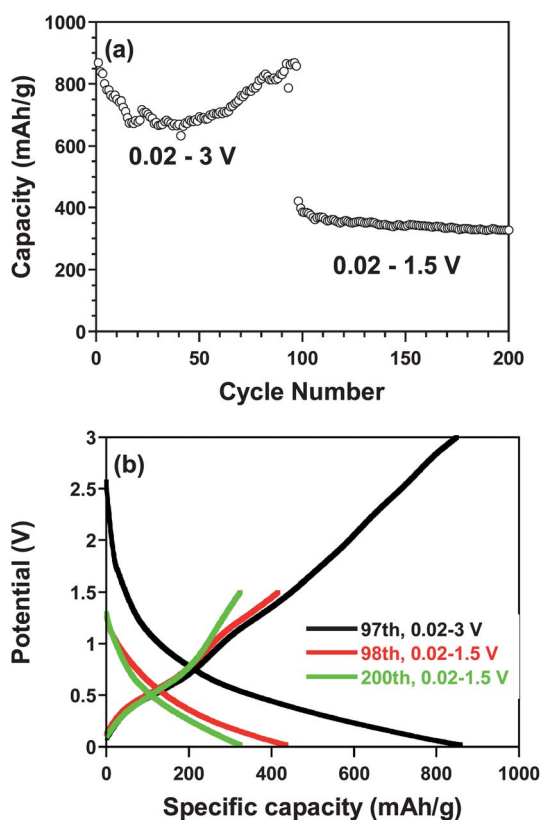 (a)
1000
800
600
400
200
0
Capacity (mAh/g)
0.02 - 3 V
0.02 - 1.5 V
0 50 100 150 200
Cycle Number
(b)
3
2.5
2
1.5
1
0.5
0
Potential (V)
97th, 0.02-3 V
98th, 0.02-1.5 V
200th, 0.02-1.5 V
0 200 400 600 800 1000
Specific capacity (mAh/g)